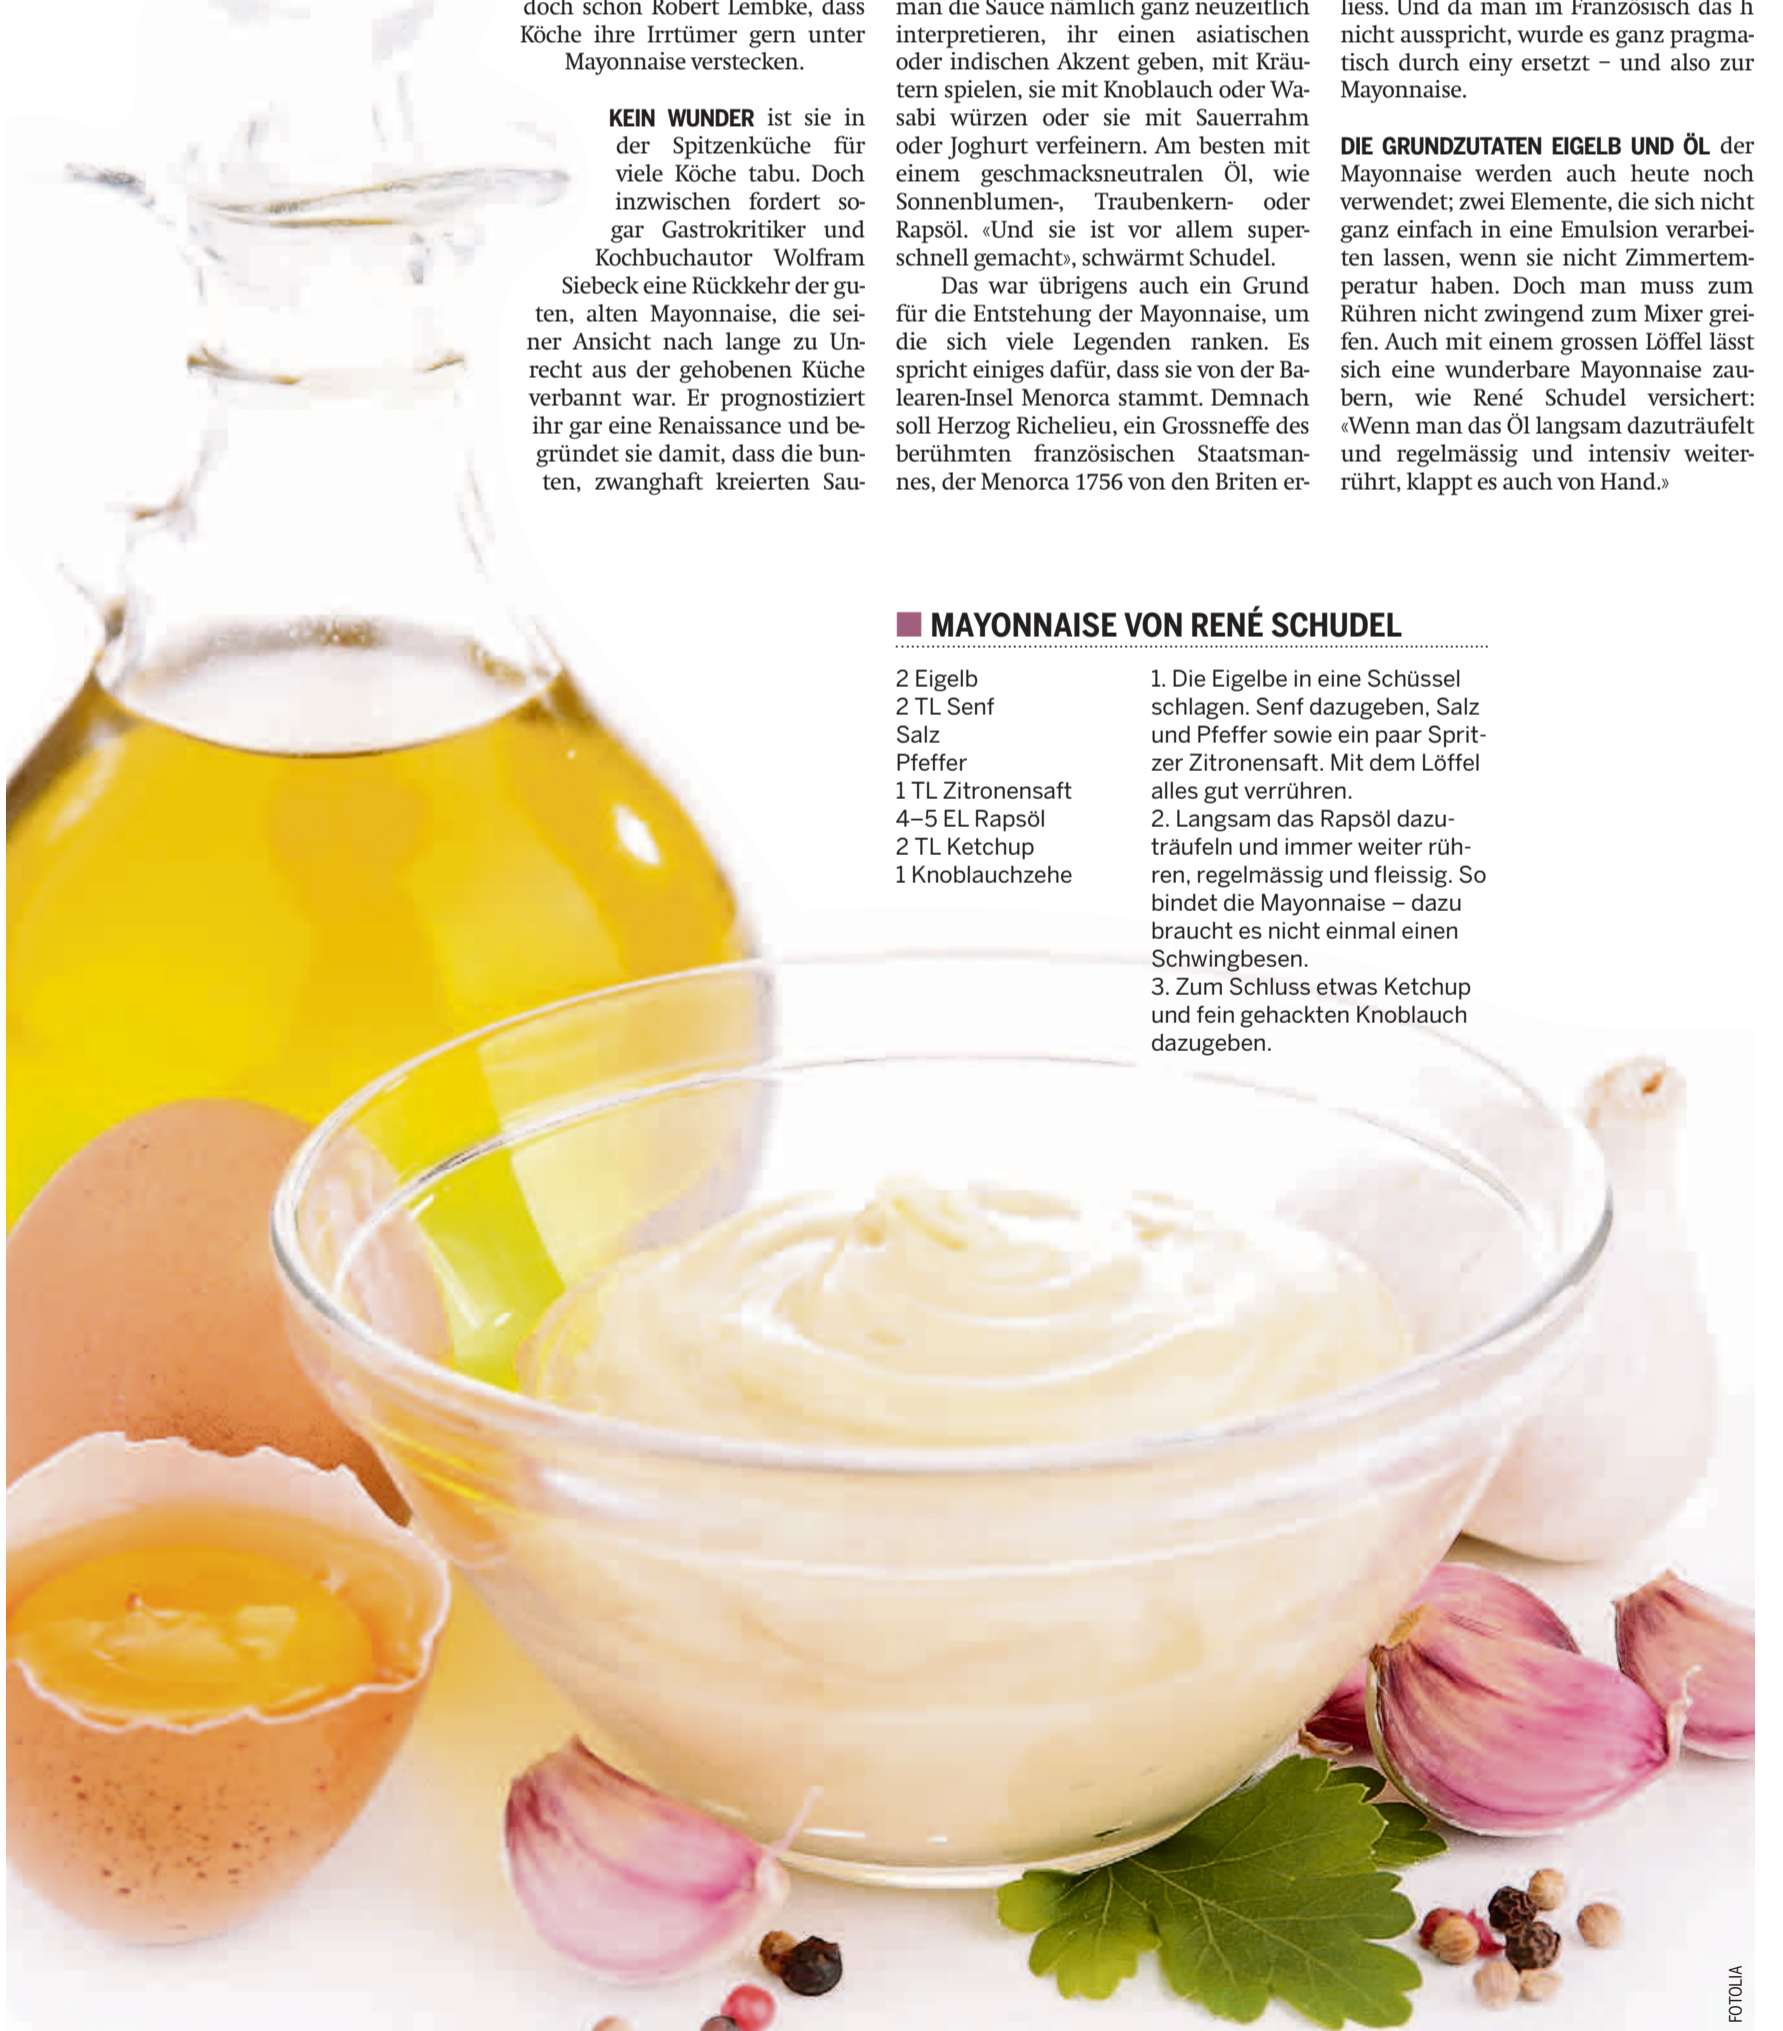 doch schon Robert Lembke, dass
Köche ihre Irrtümer gern unter
Mayonnaise verstecken.
KEIN WUNDER ist sie in
der Spitzenküche für
viele Köche tabu. Doch
inzwischen fordert so-
gar Gastrokritiker und
Kochbuchautor Wolfram
Siebeck eine Rückkehr der gu-
ten, alten Mayonnaise, die sei-
ner Ansicht nach lange zu Un-
recht aus der gehobenen Küche
verbannt war. Er prognostiziert
ihr gar eine Renaissance und be-
gründet sie damit, dass die bun-
ten, zwanghaft kreierten Sau-
man die Sauce nämlich ganz neuzeitlich
interpretieren, ihr einen asiatischen
oder indischen Akzent geben, mit Kräu-
tern spielen, sie mit Knoblauch oder Wa-
sabi würzen oder sie mit Sauerrahm
oder Joghurt verfeinern. Am besten mit
einem geschmacksneutralen Öl, wie
Sonnenblumen-, Traubenkern- oder
Rapsöl. «Und sie ist vor allem super-
schnell gemacht», schwärmt Schudel.
Das war übrigens auch ein Grund
für die Entstehung der Mayonnaise, um
die sich viele Legenden ranken. Es
spricht einiges dafür, dass sie von der Ba-
learen-Insel Menorca stammt. Demnach
soll Herzog Richelieu, ein Grossneffe des
berühmten französischen Staatsman-
nes, der Menorca 1756 von den Briten er-
liess. Und da man im Französisch das h
nicht ausspricht, wurde es ganz pragma-
tisch durch einy ersetzt – und also zur
Mayonnaise.
DIE GRUNDZUTATEN EIGELB UND ÖL der
Mayonnaise werden auch heute noch
verwendet; zwei Elemente, die sich nicht
ganz einfach in eine Emulsion verarbei-
ten lassen, wenn sie nicht Zimmertem-
peratur haben. Doch man muss zum
Rühren nicht zwingend zum Mixer grei-
fen. Auch mit einem grossen Löffel lässt
sich eine wunderbare Mayonnaise zau-
bern, wie René Schudel versichert:
«Wenn man das Öl langsam dazuträufelt
und regelmässig und intensiv weiter-
rührt, klappt es auch von Hand.»
MAYONNAISE VON RENÉ SCHUDEL
2 Eigelb
2 TL Senf
Salz
Pfeffer
1 TL Zitronensaft
4–5 EL Rapsöl
2 TL Ketchup
1 Knoblauchzehe
1. Die Eigelbe in eine Schüssel
schlagen. Senf dazugeben, Salz
und Pfeffer sowie ein paar Sprit-
zer Zitronensaft. Mit dem Löffel
alles gut verrühren.
2. Langsam das Rapsöl dazu-
träufeln und immer weiter rüh-
ren, regelmässig und fleissig. So
bindet die Mayonnaise – dazu
braucht es nicht einmal einen
Schwingbesen.
3. Zum Schluss etwas Ketchup
und fein gehackten Knoblauch
dazugeben.
FOTOLIA